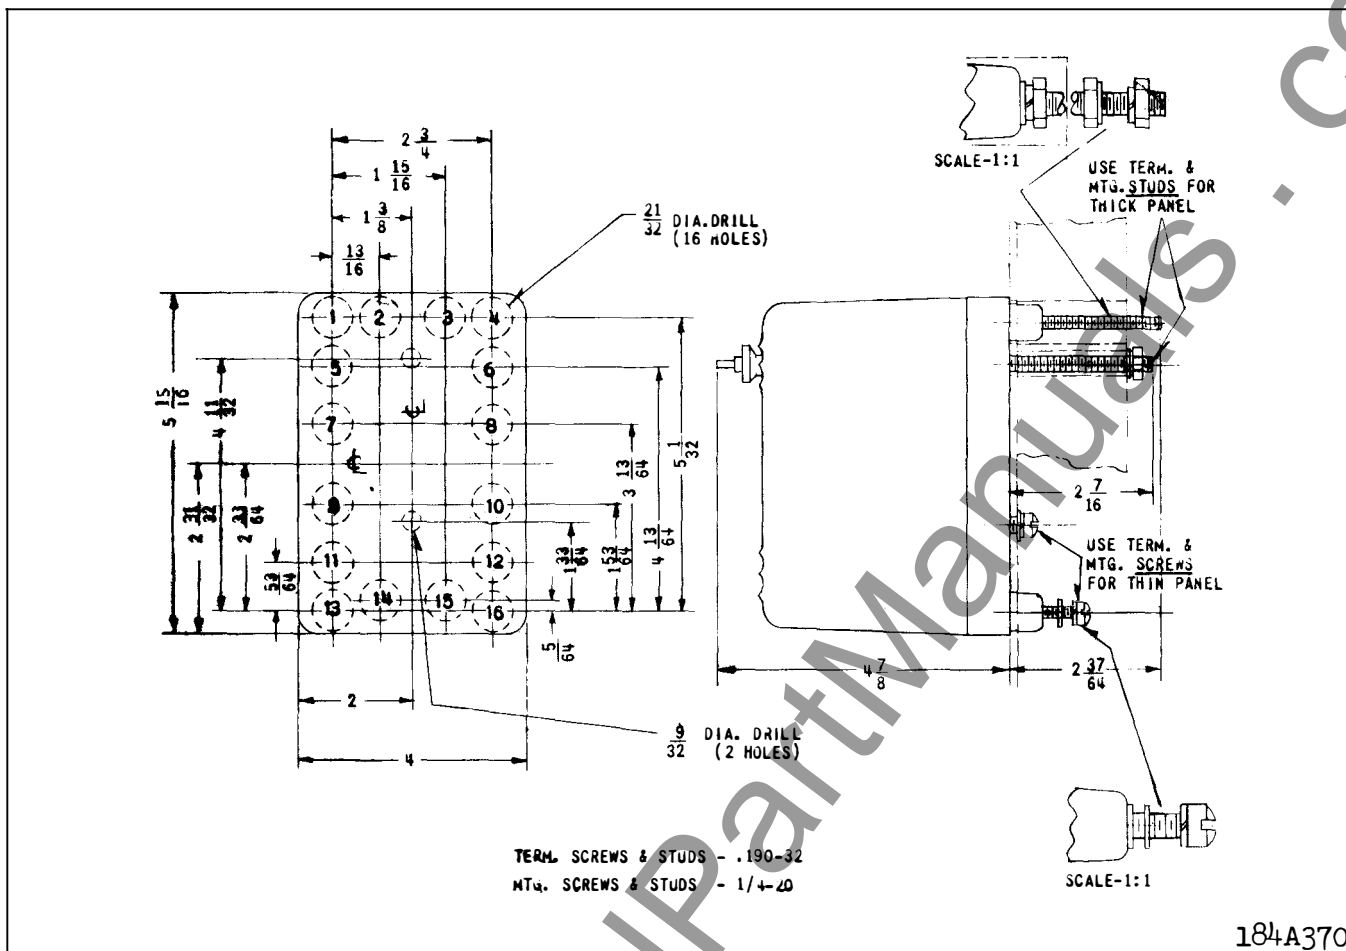 2 3/4
1 15/16
1 3/8
13/16
21/32 DIA.DRILL
(16 HOLES)
1 2 3 4
5 6
7 8
9 10
11 12
13 14 15 16
5 15/16
4 11/32
2 31/32
2 33/64
53/64
5 1/32
4 13/64
3 13/64
1 53/64
1 33/64
5/64
2
4
9/32 DIA. DRILL
(2 HOLES)
SCALE-1:1
USE TERM. &
MTG. STUDS FOR
THICK PANEL
2 7/16
USE TERM. &
MTG. SCREWS
FOR THIN PANEL
4 7/8
2 37/64
SCALE-1:1
TERM. SCREWS & STUDS - .190-32
MTG. SCREWS & STUDS - 1/4-20
184A370
PartManuals . co